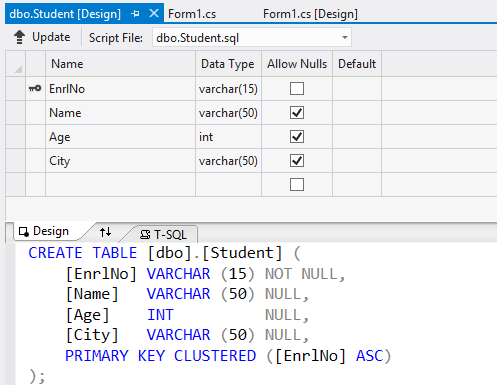 dbo.Student [Design] Form1.cs Form1.cs [Design]
Update Script File: dbo.Student.sql
Name Data Type Allow Nulls Default
EnrlNo varchar(15)
Name varchar(50)
Age int
City varchar(50)
Design T-SQL
CREATE TABLE [dbo].[Student] (
[EnrlNo] VARCHAR (15) NOT NULL,
[Name] VARCHAR (50) NULL,
[Age] INT NULL,
[City] VARCHAR (50) NULL,
PRIMARY KEY CLUSTERED ([EnrlNo] ASC)
);